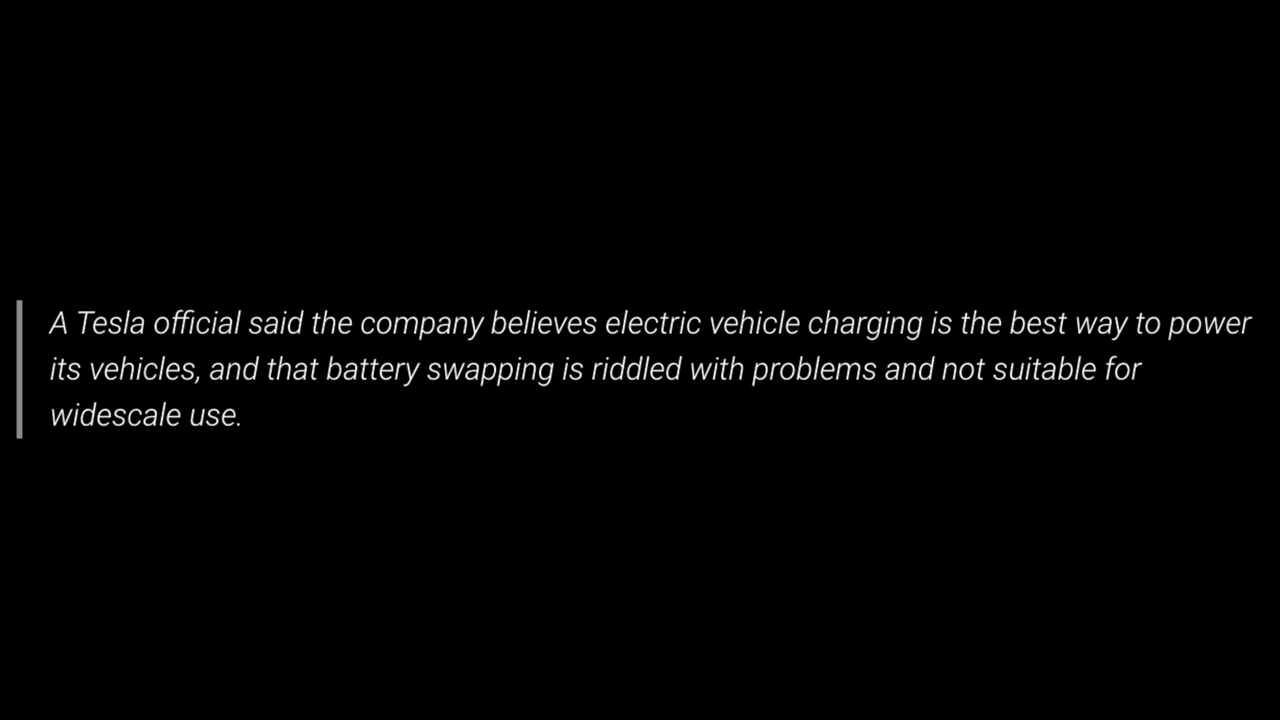 A Tesla official said the company believes electric vehicle charging is the best way to power
its vehicles, and that battery swapping is riddled with problems and not suitable for
widescale use.